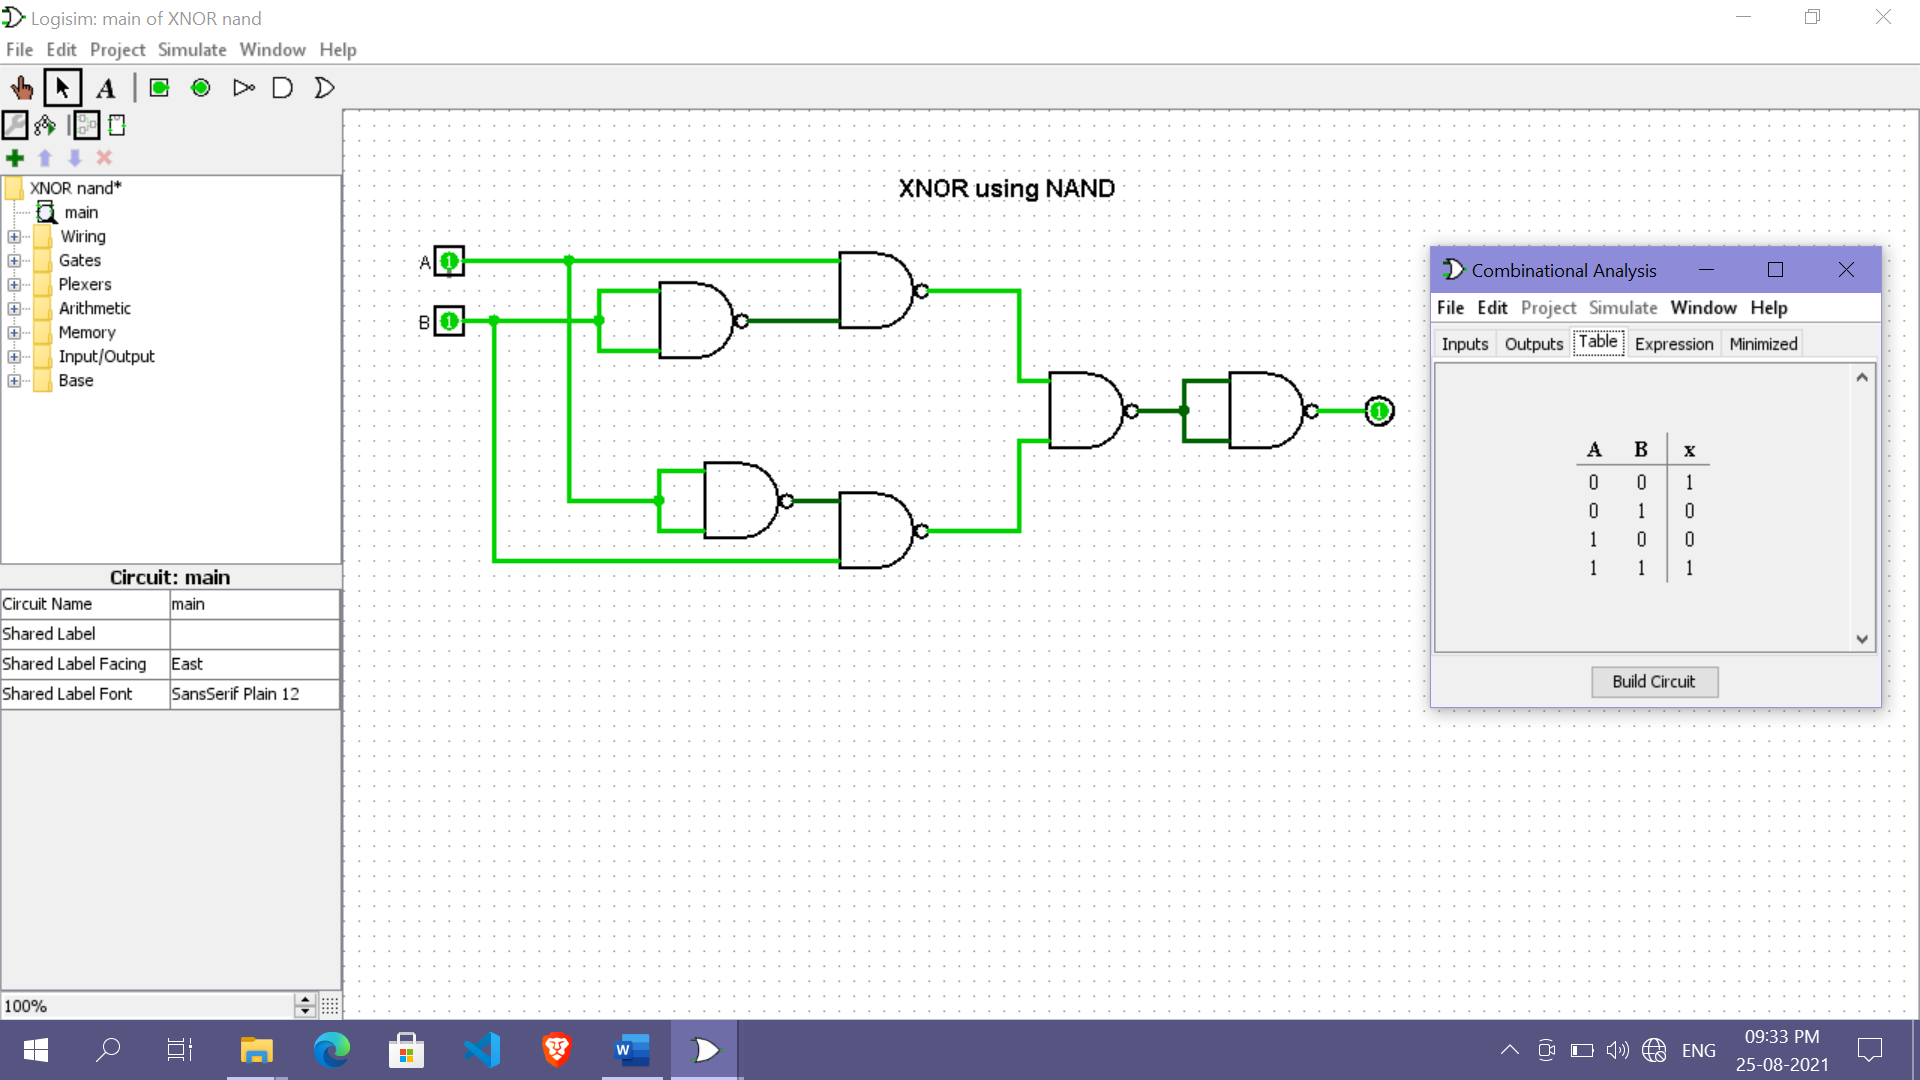 Logisim: main of XNOR nand
File Edit Project Simulate Window Help
A
XNOR nand*
main
Wiring
Gates
Plexers
Arithmetic
Memory
Input/Output
Base
Circuit: main
Circuit Name main
Shared Label
Shared Label Facing East
Shared Label Font SansSerif Plain 12
100%
XNOR using NAND
A 1
B 1
1
Combinational Analysis
File Edit Project Simulate Window Help
Inputs Outputs Table Expression Minimized
A B x
0 0 1
0 1 0
1 0 0
1 1 1
Build Circuit
W
ENG
09:33 PM
25-08-2021